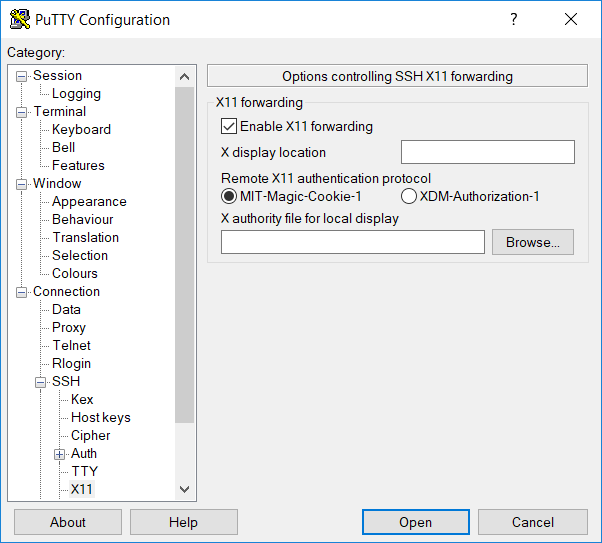 PuTTY Configuration
?
Category:
Session
Logging
Terminal
Keyboard
Bell
Features
Window
Appearance
Behaviour
Translation
Selection
Colours
Connection
Data
Proxy
Telnet
Rlogin
SSH
Kex
Host keys
Cipher
Auth
TTY
X11
Options controlling SSH X11 forwarding
X11 forwarding
Enable X11 forwarding
X display location
Remote X11 authentication protocol
MIT-Magic-Cookie-1 XDM-Authorization-1
X authority file for local display
Browse...
About Help Open Cancel